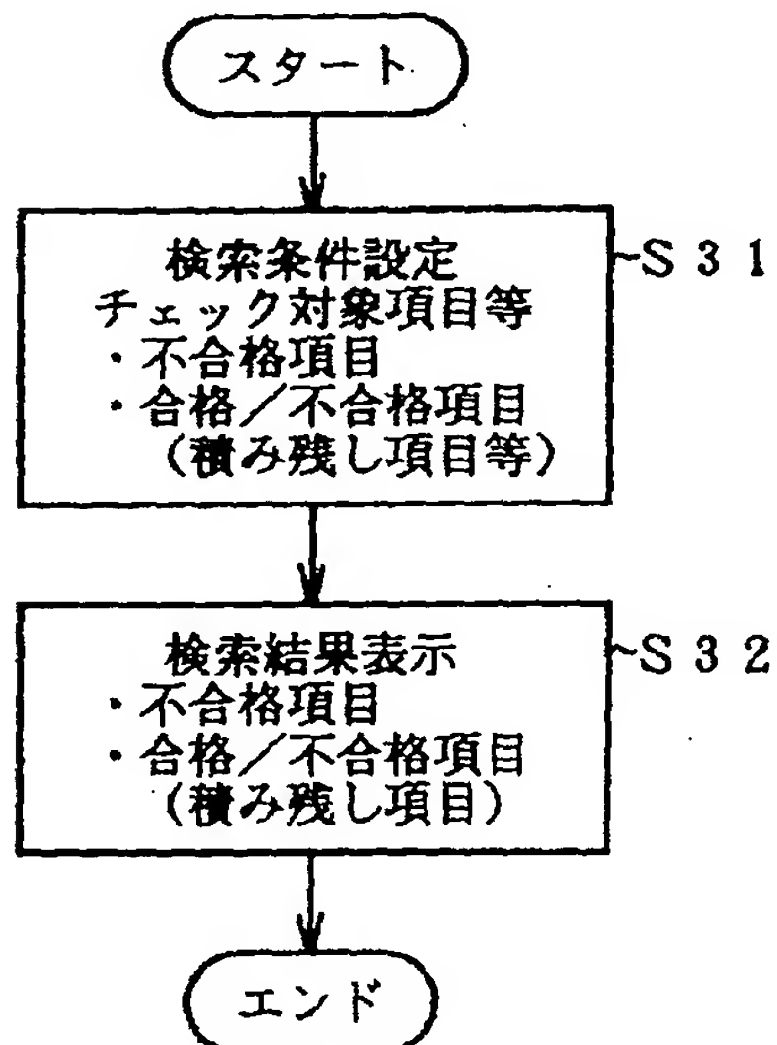 スタート
検索条件設定
~S31
チェック対象項目等
・不合格項目
・合格／不合格項目
（積み残し項目等）
検索結果表示
~S32
・不合格項目
・合格／不合格項目
（積み残し項目）
エンド